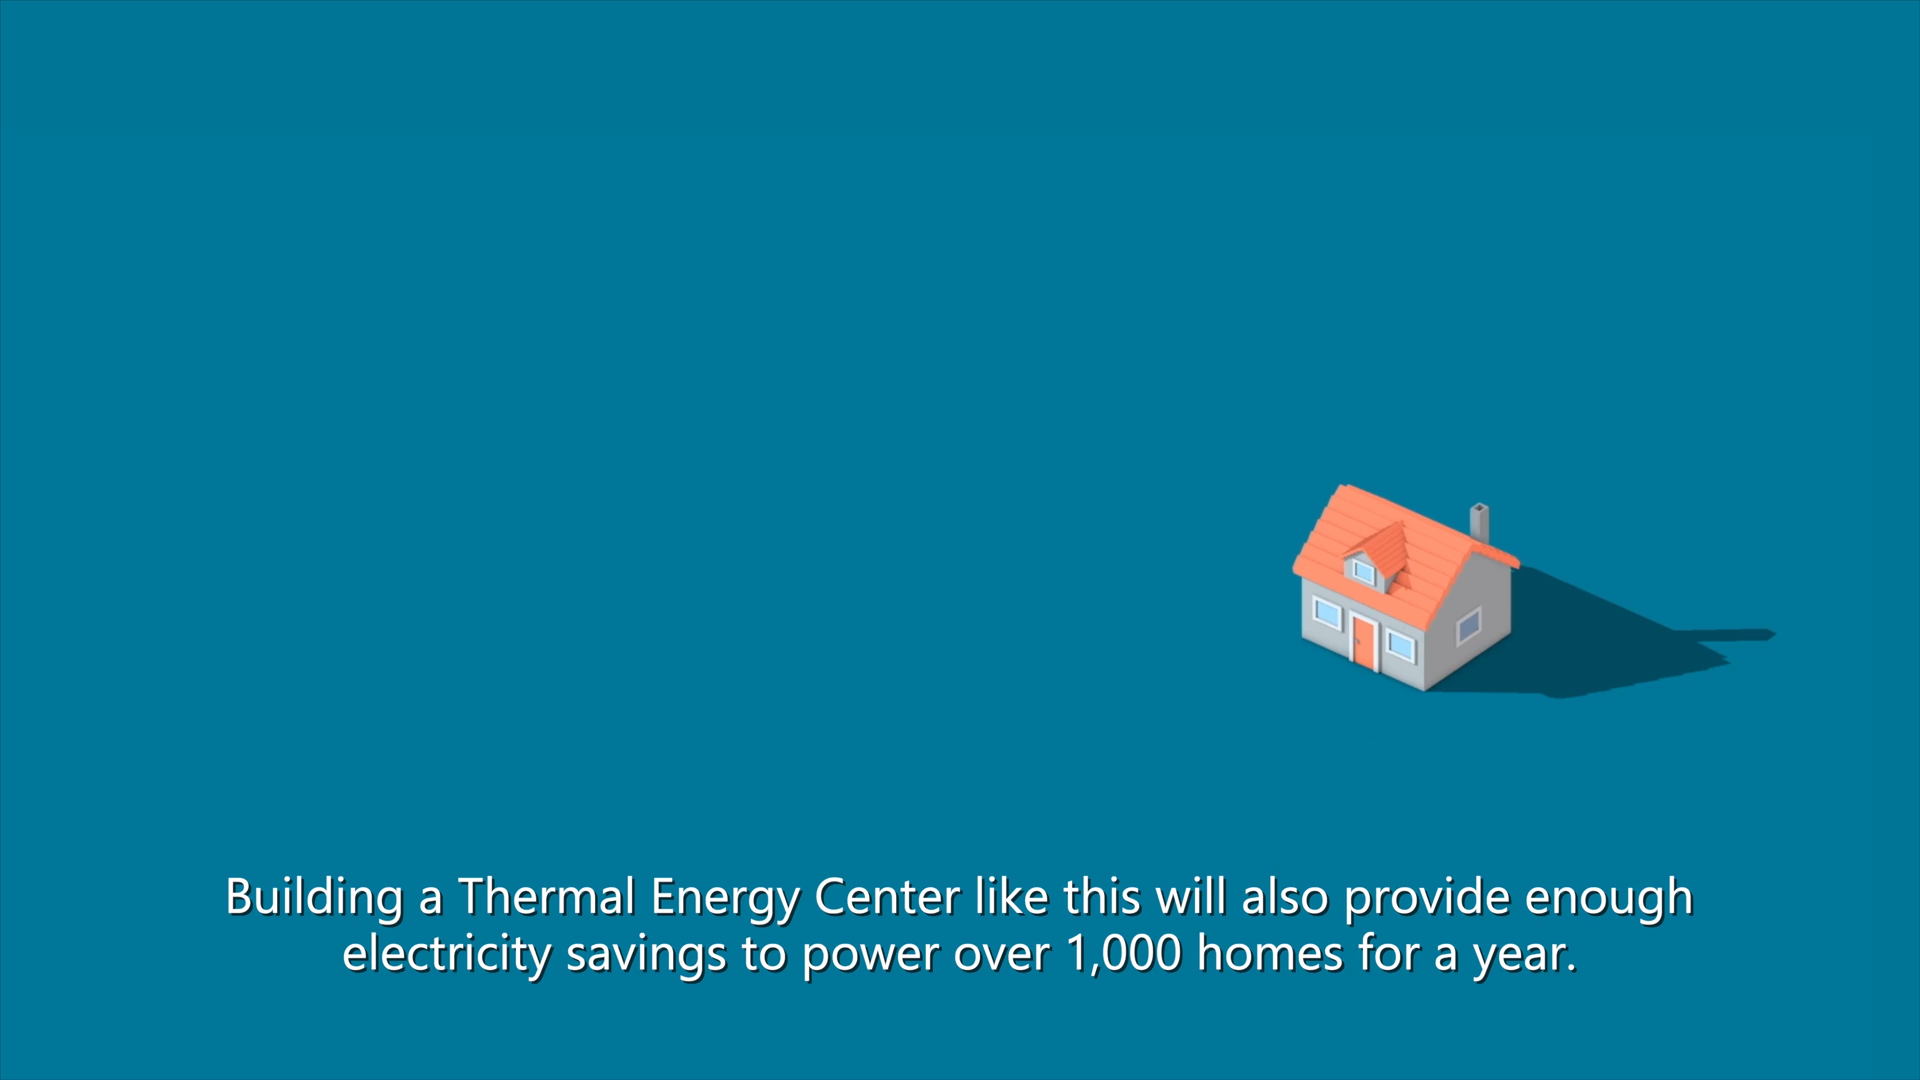 Building a Thermal Energy Center like this will also provide enough
electricity savings to power over 1,000 homes for a year.